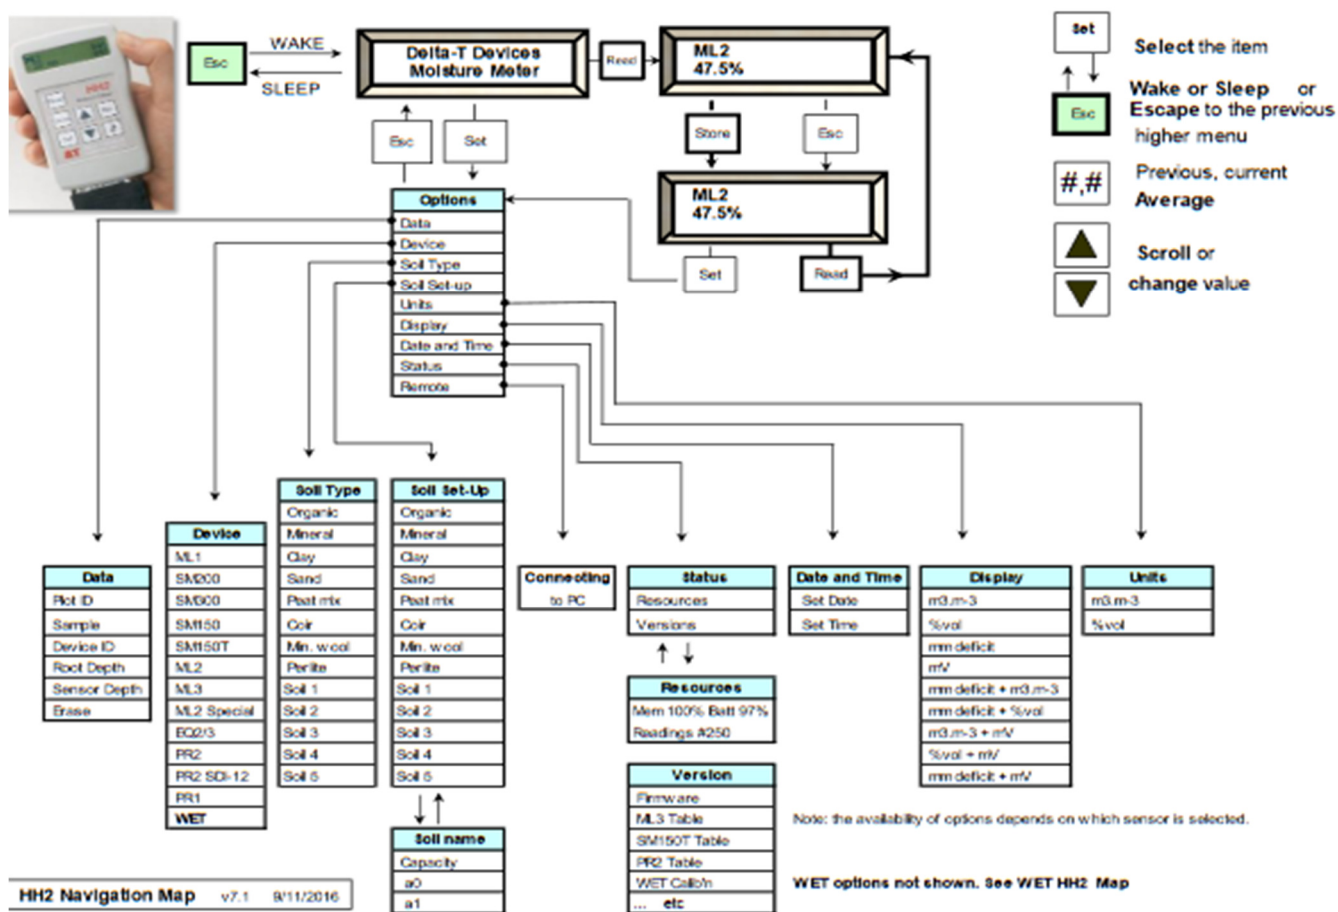 HH2
Esc
WAKE
SLEEP
Delta-T Devices
Moisture Meter
Read
ML2
47.5%
Store
Esc
ML2
47.5%
Set
Read
Esc
Set
Set
Select the item
Esc
Wake or Sleep or
Escape to the previous
higher menu
#,#
Previous, current
Average
Scroll or
change value
Options
Data
Device
Soil Type
Soil Set-up
Units
Display
Date and Time
Status
Remote
Data
Plot ID
Sample
Device ID
Root Depth
Sensor Depth
Erase
Device
ML1
SM200
SM300
SM150
SM150T
ML2
ML3
ML2 Special
EQ2/3
PR2
PR2 SDI-12
PR1
WET
Soil Type
Organic
Mineral
Clay
Sand
Peat mix
Coir
Min. wool
Perlite
Soil 1
Soil 2
Soil 3
Soil 4
Soil 5
Soil Set-Up
Organic
Mineral
Clay
Sand
Peat mix
Coir
Min. wool
Perlite
Soil 1
Soil 2
Soil 3
Soil 4
Soil 5
Soil name
Capacity
a0
a1
Connecting
to PC
Status
Resources
Versions
Resources
Mem 100% Batt 97%
Readings #250
Version
Firmware
ML3 Table
SM150T Table
PR2 Table
WET Calib'n
... etc
Date and Time
Set Date
Set Time
Display
m3.m-3
%vol
mm deficit
mV
mm deficit + m3.m-3
mm deficit + %vol
m3.m-3 + mV
%vol + mV
mm deficit + mV
Units
m3.m-3
%vol
Note: the availability of options depends on which sensor is selected.
WET options not shown. See WET HH2 Map
HH2 Navigation Map v7.1 9/11/2016